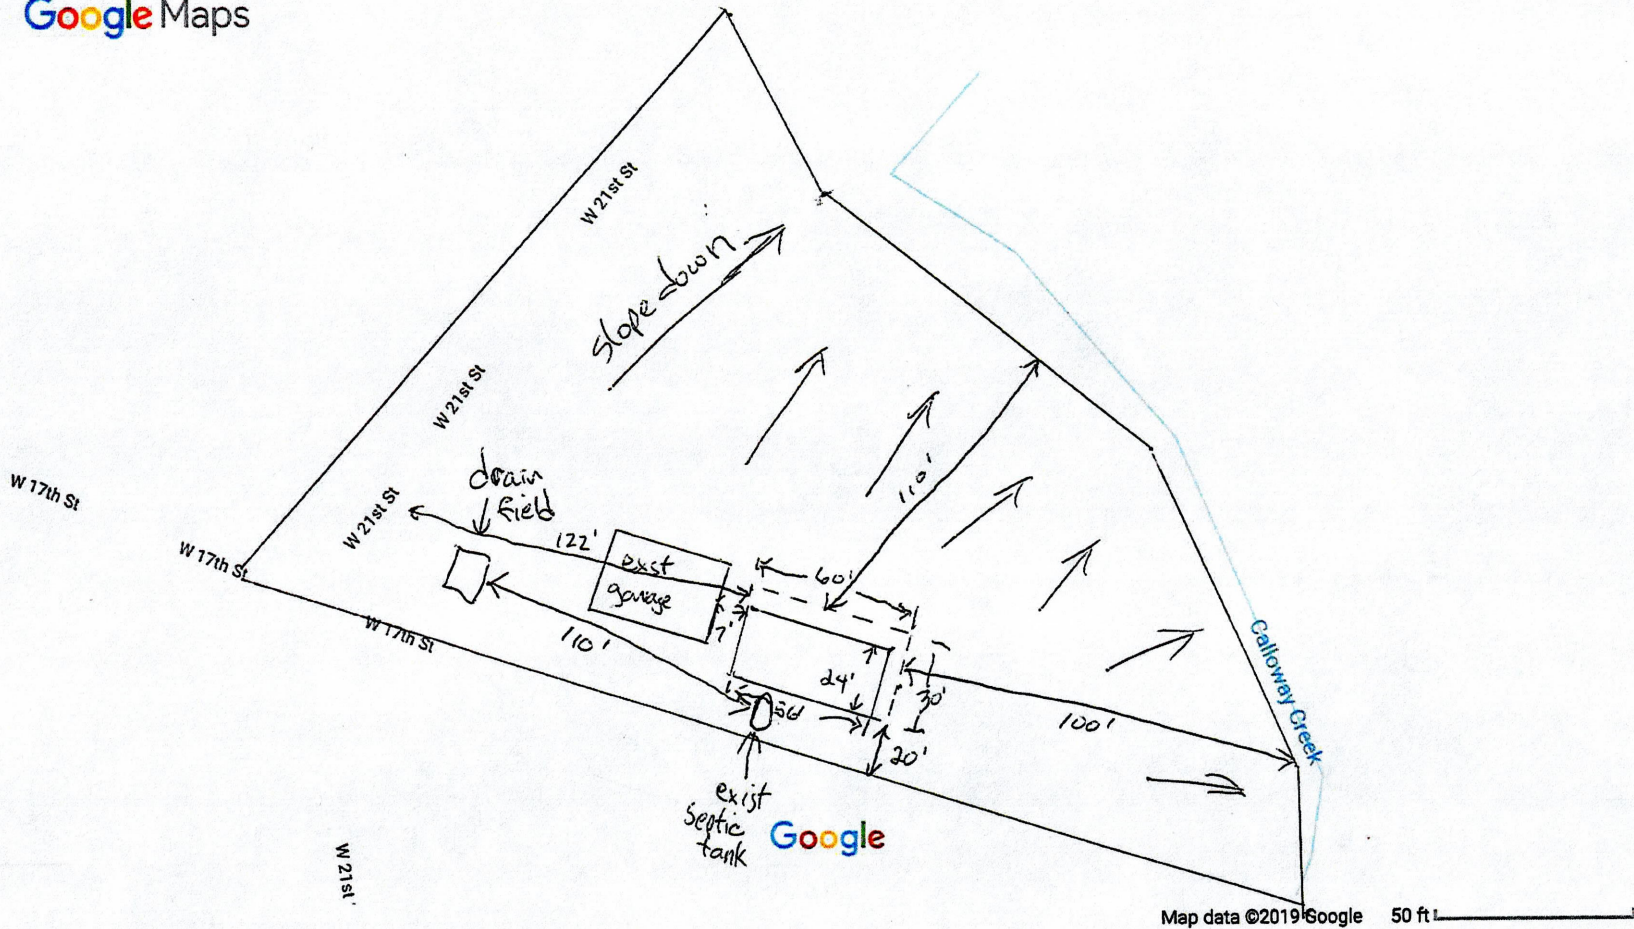 Google Maps
W 21st St
slope down
W 21st St
W 17th St
W 21st St
drain
field
122'
W 17th St
exist
garage
60'
110'
7'
110'
W 17th St
24'
30'
100'
20'
Calloway Creek
exist
septic
tank
Google
W 21st
Map data ©2019 Google 50 ft